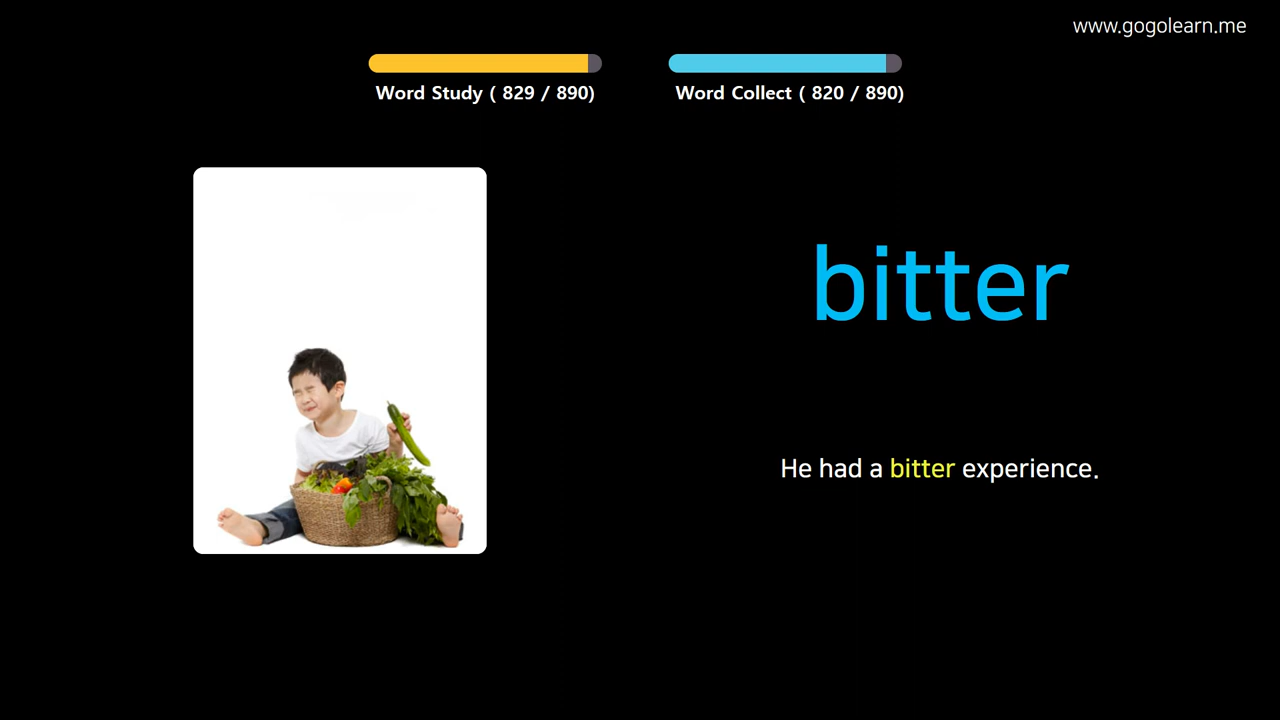 www.gogolearn.me
Word Study ( 829 / 890)
Word Collect ( 820 / 890)
bitter
He had a bitter experience.